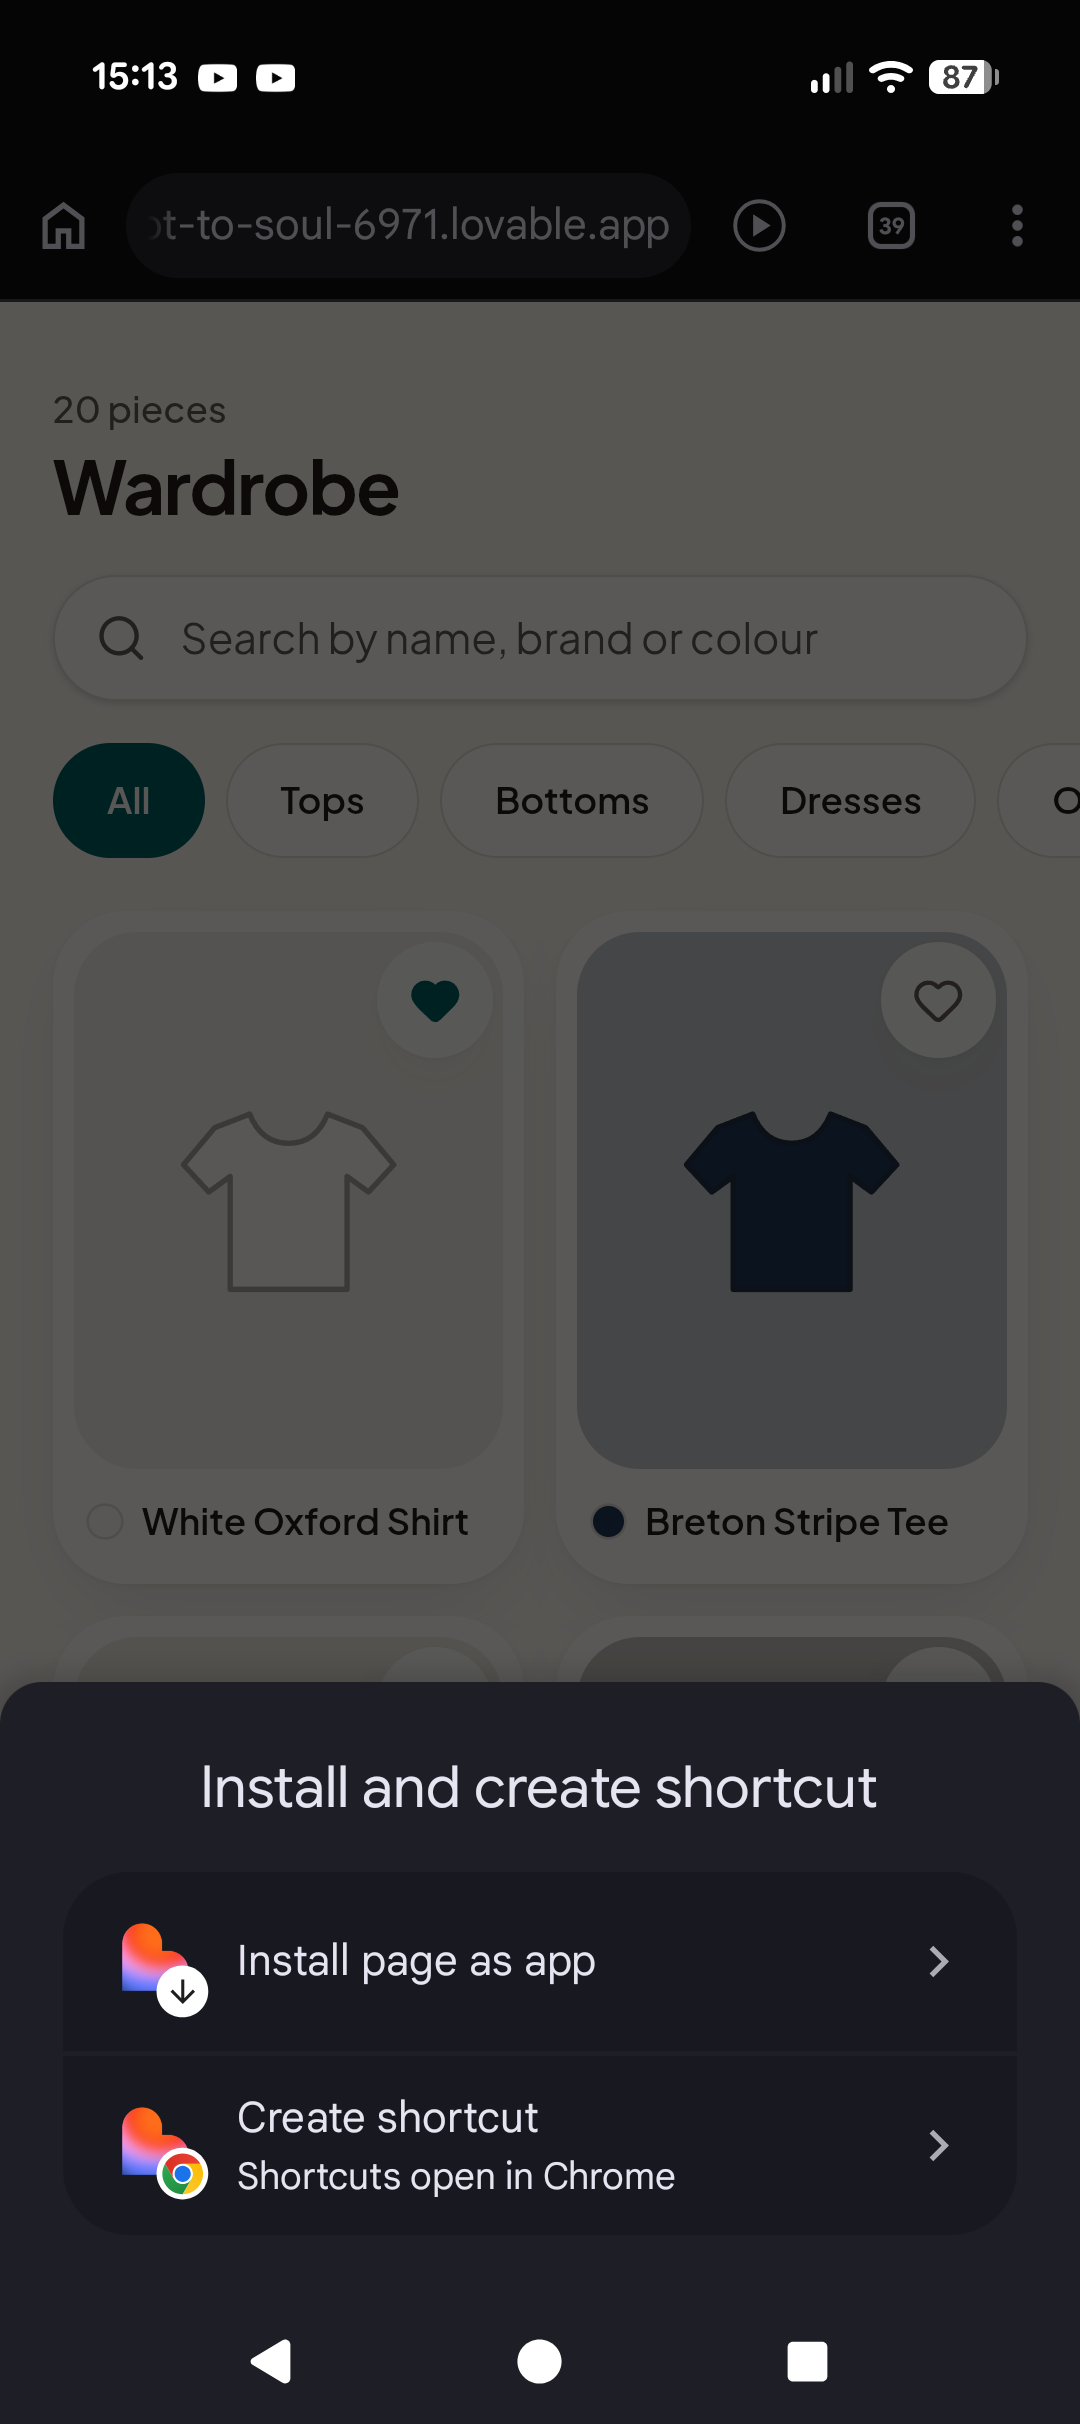 15:13
87
t-to-soul-6971.lovable.app
39
20 pieces
Wardrobe
Search by name, brand or colour
All Tops Bottoms Dresses
White Oxford Shirt
Breton Stripe Tee
Install and create shortcut
Install page as app
Create shortcut
Shortcuts open in Chrome